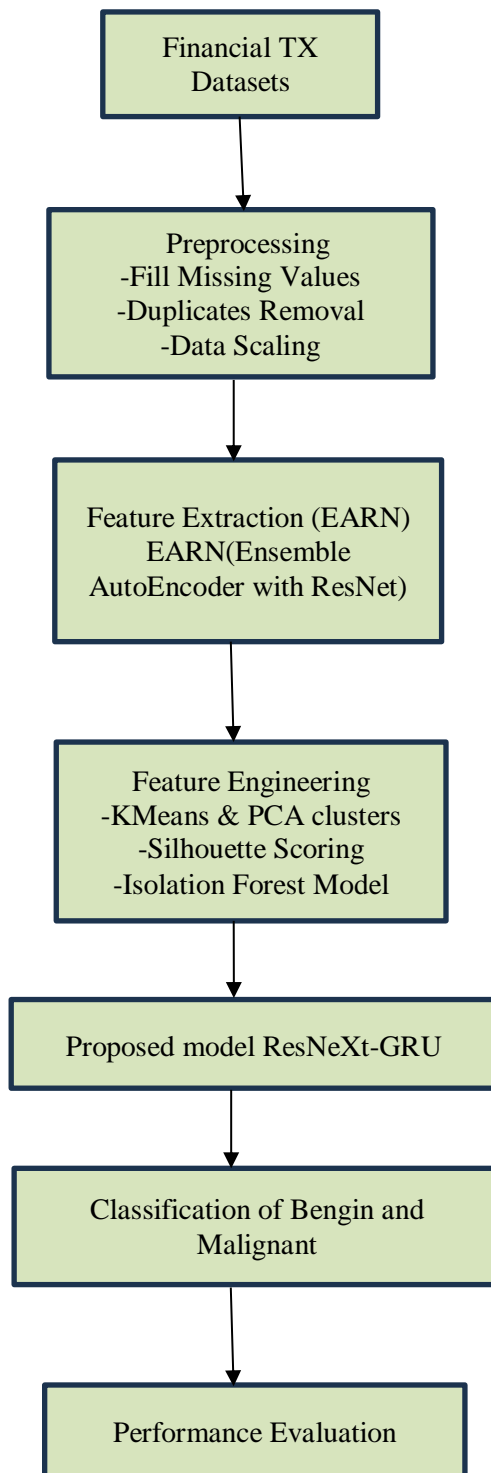 Financial TX
Datasets
Preprocessing
-Fill Missing Values
-Duplicates Removal
-Data Scaling
Feature Extraction (EARN)
EARN(Ensemble
AutoEncoder with ResNet)
Feature Engineering
-KMeans & PCA clusters
-Silhouette Scoring
-Isolation Forest Model
Proposed model ResNeXt-GRU
Classification of Bengin and
Malignant
Performance Evaluation